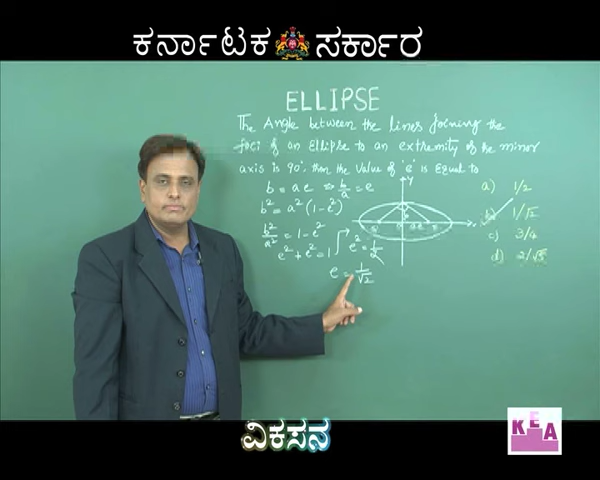 ಕರ್ನಾಟಕ ಸರ್ಕಾರ
ELLIPSE
The Angle between the lines joining the
foci of an Ellipse to an extremity of the minor
axis is 90°, then the Value of 'e' is Equal to
b = ae ⇒ b/a = e
b² = a²(1 - e²)
b²/a² = 1 - e²
e² + e² = 1
e² = 1/2
e = 1/√2
y
x
a) 1/2
b) 1/√2
c) 3/4
d) 2/√3
ವಿಕಸನ
KEA